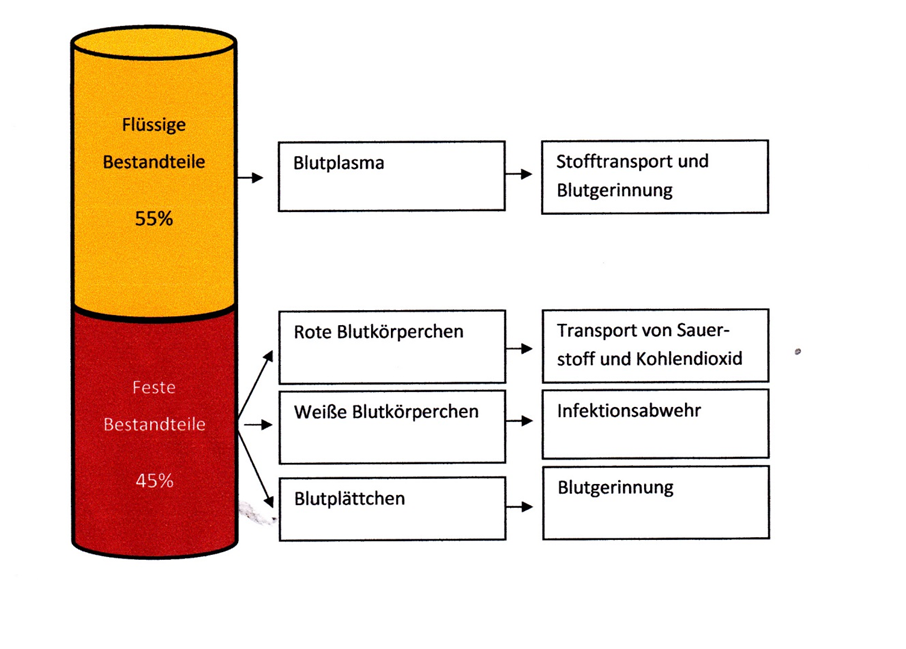 Flüssige
Bestandteile
55%
Blutplasma
Stofftransport und
Blutgerinnung
Feste
Bestandteile
45%
Rote Blutkörperchen
Transport von Sauer-
stoff und Kohlendioxid
Weiße Blutkörperchen
Infektionsabwehr
Blutplättchen
Blutgerinnung